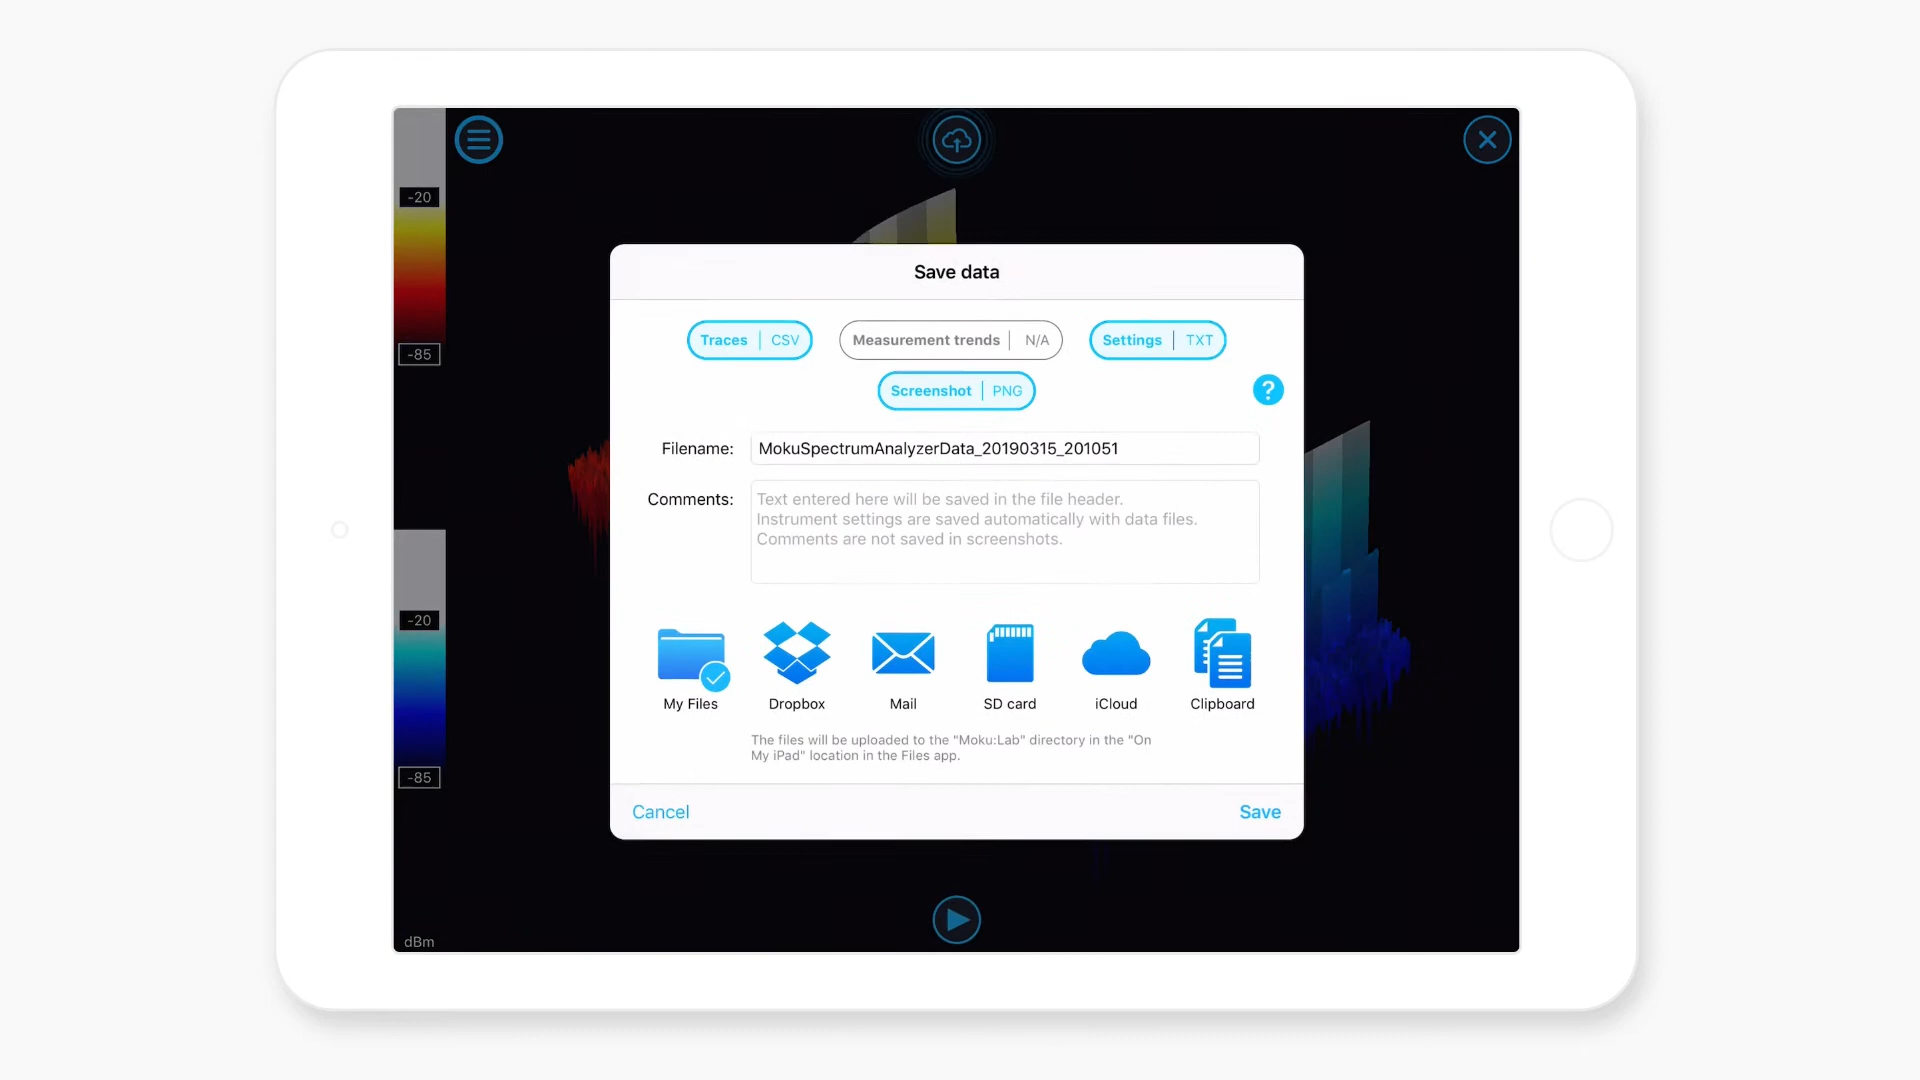 -20
-85
-20
-85
dBm
Save data
Traces | CSV
Measurement trends | N/A
Settings | TXT
Screenshot | PNG
?
Filename: MokuSpectrumAnalyzerData_20190315_201051
Comments: Text entered here will be saved in the file header.
Instrument settings are saved automatically with data files.
Comments are not saved in screenshots.
My Files
Dropbox
Mail
SD card
iCloud
Clipboard
The files will be uploaded to the "Moku:Lab" directory in the "On
My iPad" location in the Files app.
Cancel
Save